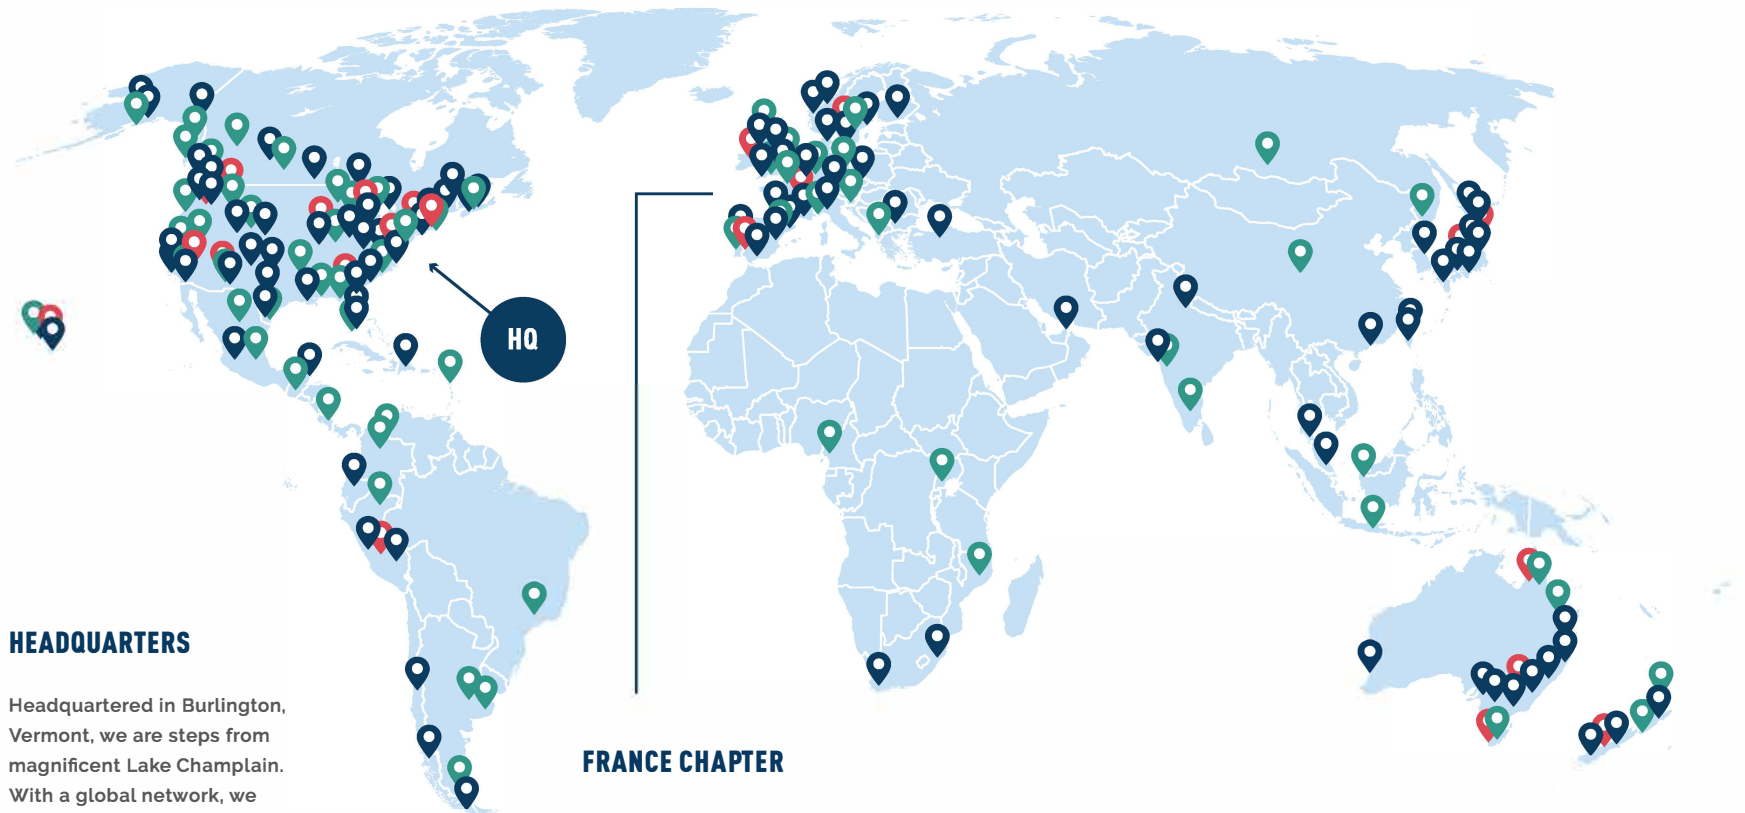 HQ
HEADQUARTERS
Headquartered in Burlington,
Vermont, we are steps from
magnificent Lake Champlain.
With a global network, we
FRANCE CHAPTER